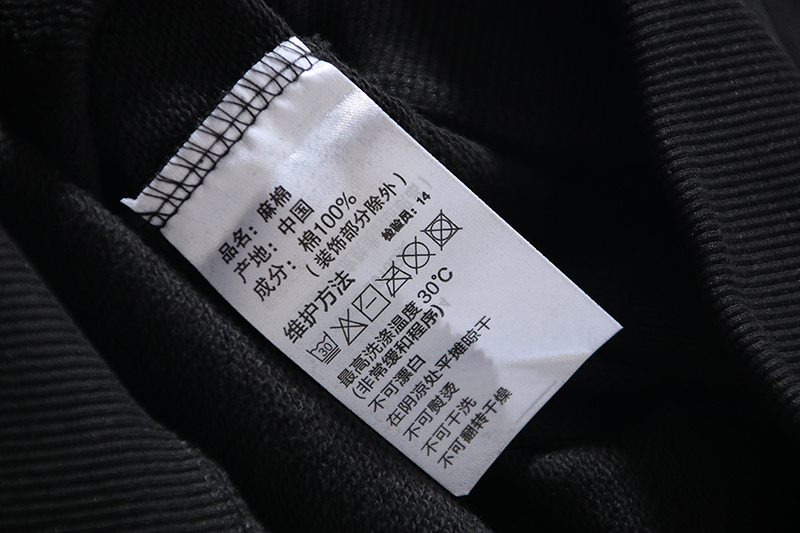 品名：麻棉
产地：中国
成分：棉100%
（装饰部分除外）
检验员：14
维护方法
30
最高洗涤温度30℃
(非常缓和程序)
不可漂白
在阴凉处平摊晾干
不可熨烫
不可干洗
不可翻转干燥